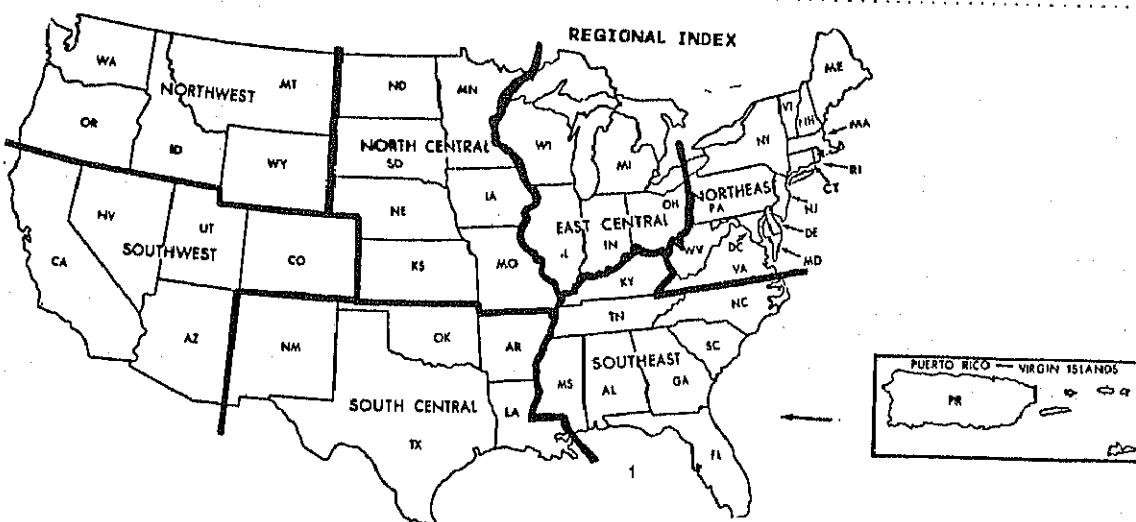 REGIONAL INDEX
WA
MT
ND
MN
ME
NORTHWEST
VT
NH
OR
ID
WY
NORTH CENTRAL
SD
WI
MI
NY
MA
RI
CT
NV
UT
NE
IA
EAST CENTRAL
OH
NORTHEAS
PA
NJ
SOUTHWEST
CA
CO
KS
MO
IN
WV
DC
DE
MD
KY
VA
AZ
NM
OK
AR
TN
NC
SC
SOUTHEAST
MS
AL
GA
SOUTH CENTRAL
LA
TX
FL
PUERTO RICO — VIRGIN ISLANDS
PR
1